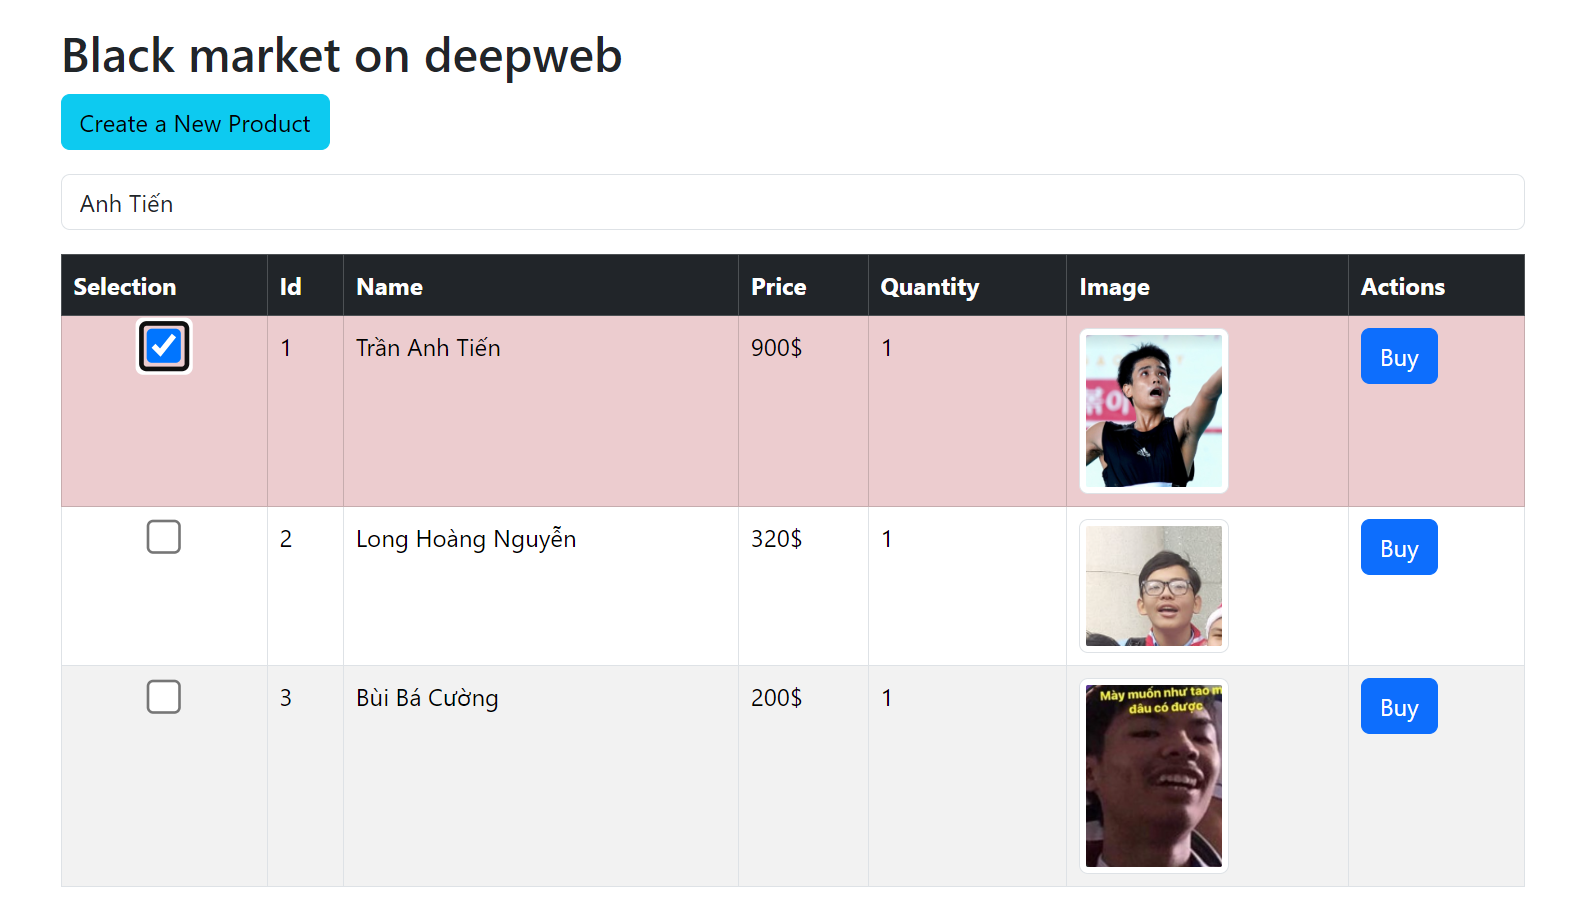 Black market on deepweb
Create a New Product
Anh Tiến
Selection Id Name Price Quantity Image Actions
1 Trần Anh Tiến 900$ 1 Buy
2 Long Hoàng Nguyễn 320$ 1 Buy
3 Bùi Bá Cường 200$ 1 Buy
Mày muốn như tao m
đâu có được